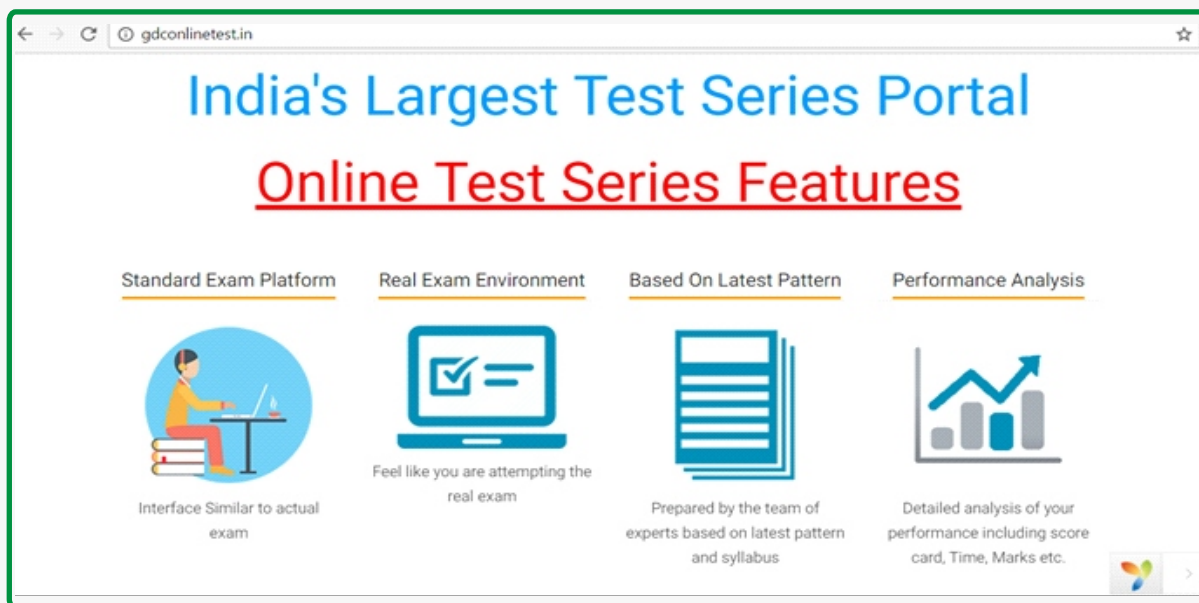 gdconlinetest.in
India's Largest Test Series Portal
Online Test Series Features
Standard Exam Platform
Interface Similar to actual
exam
Real Exam Environment
Feel like you are attempting the
real exam
Based On Latest Pattern
Prepared by the team of
experts based on latest pattern
and syllabus
Performance Analysis
Detailed analysis of your
performance including score
card, Time, Marks etc.